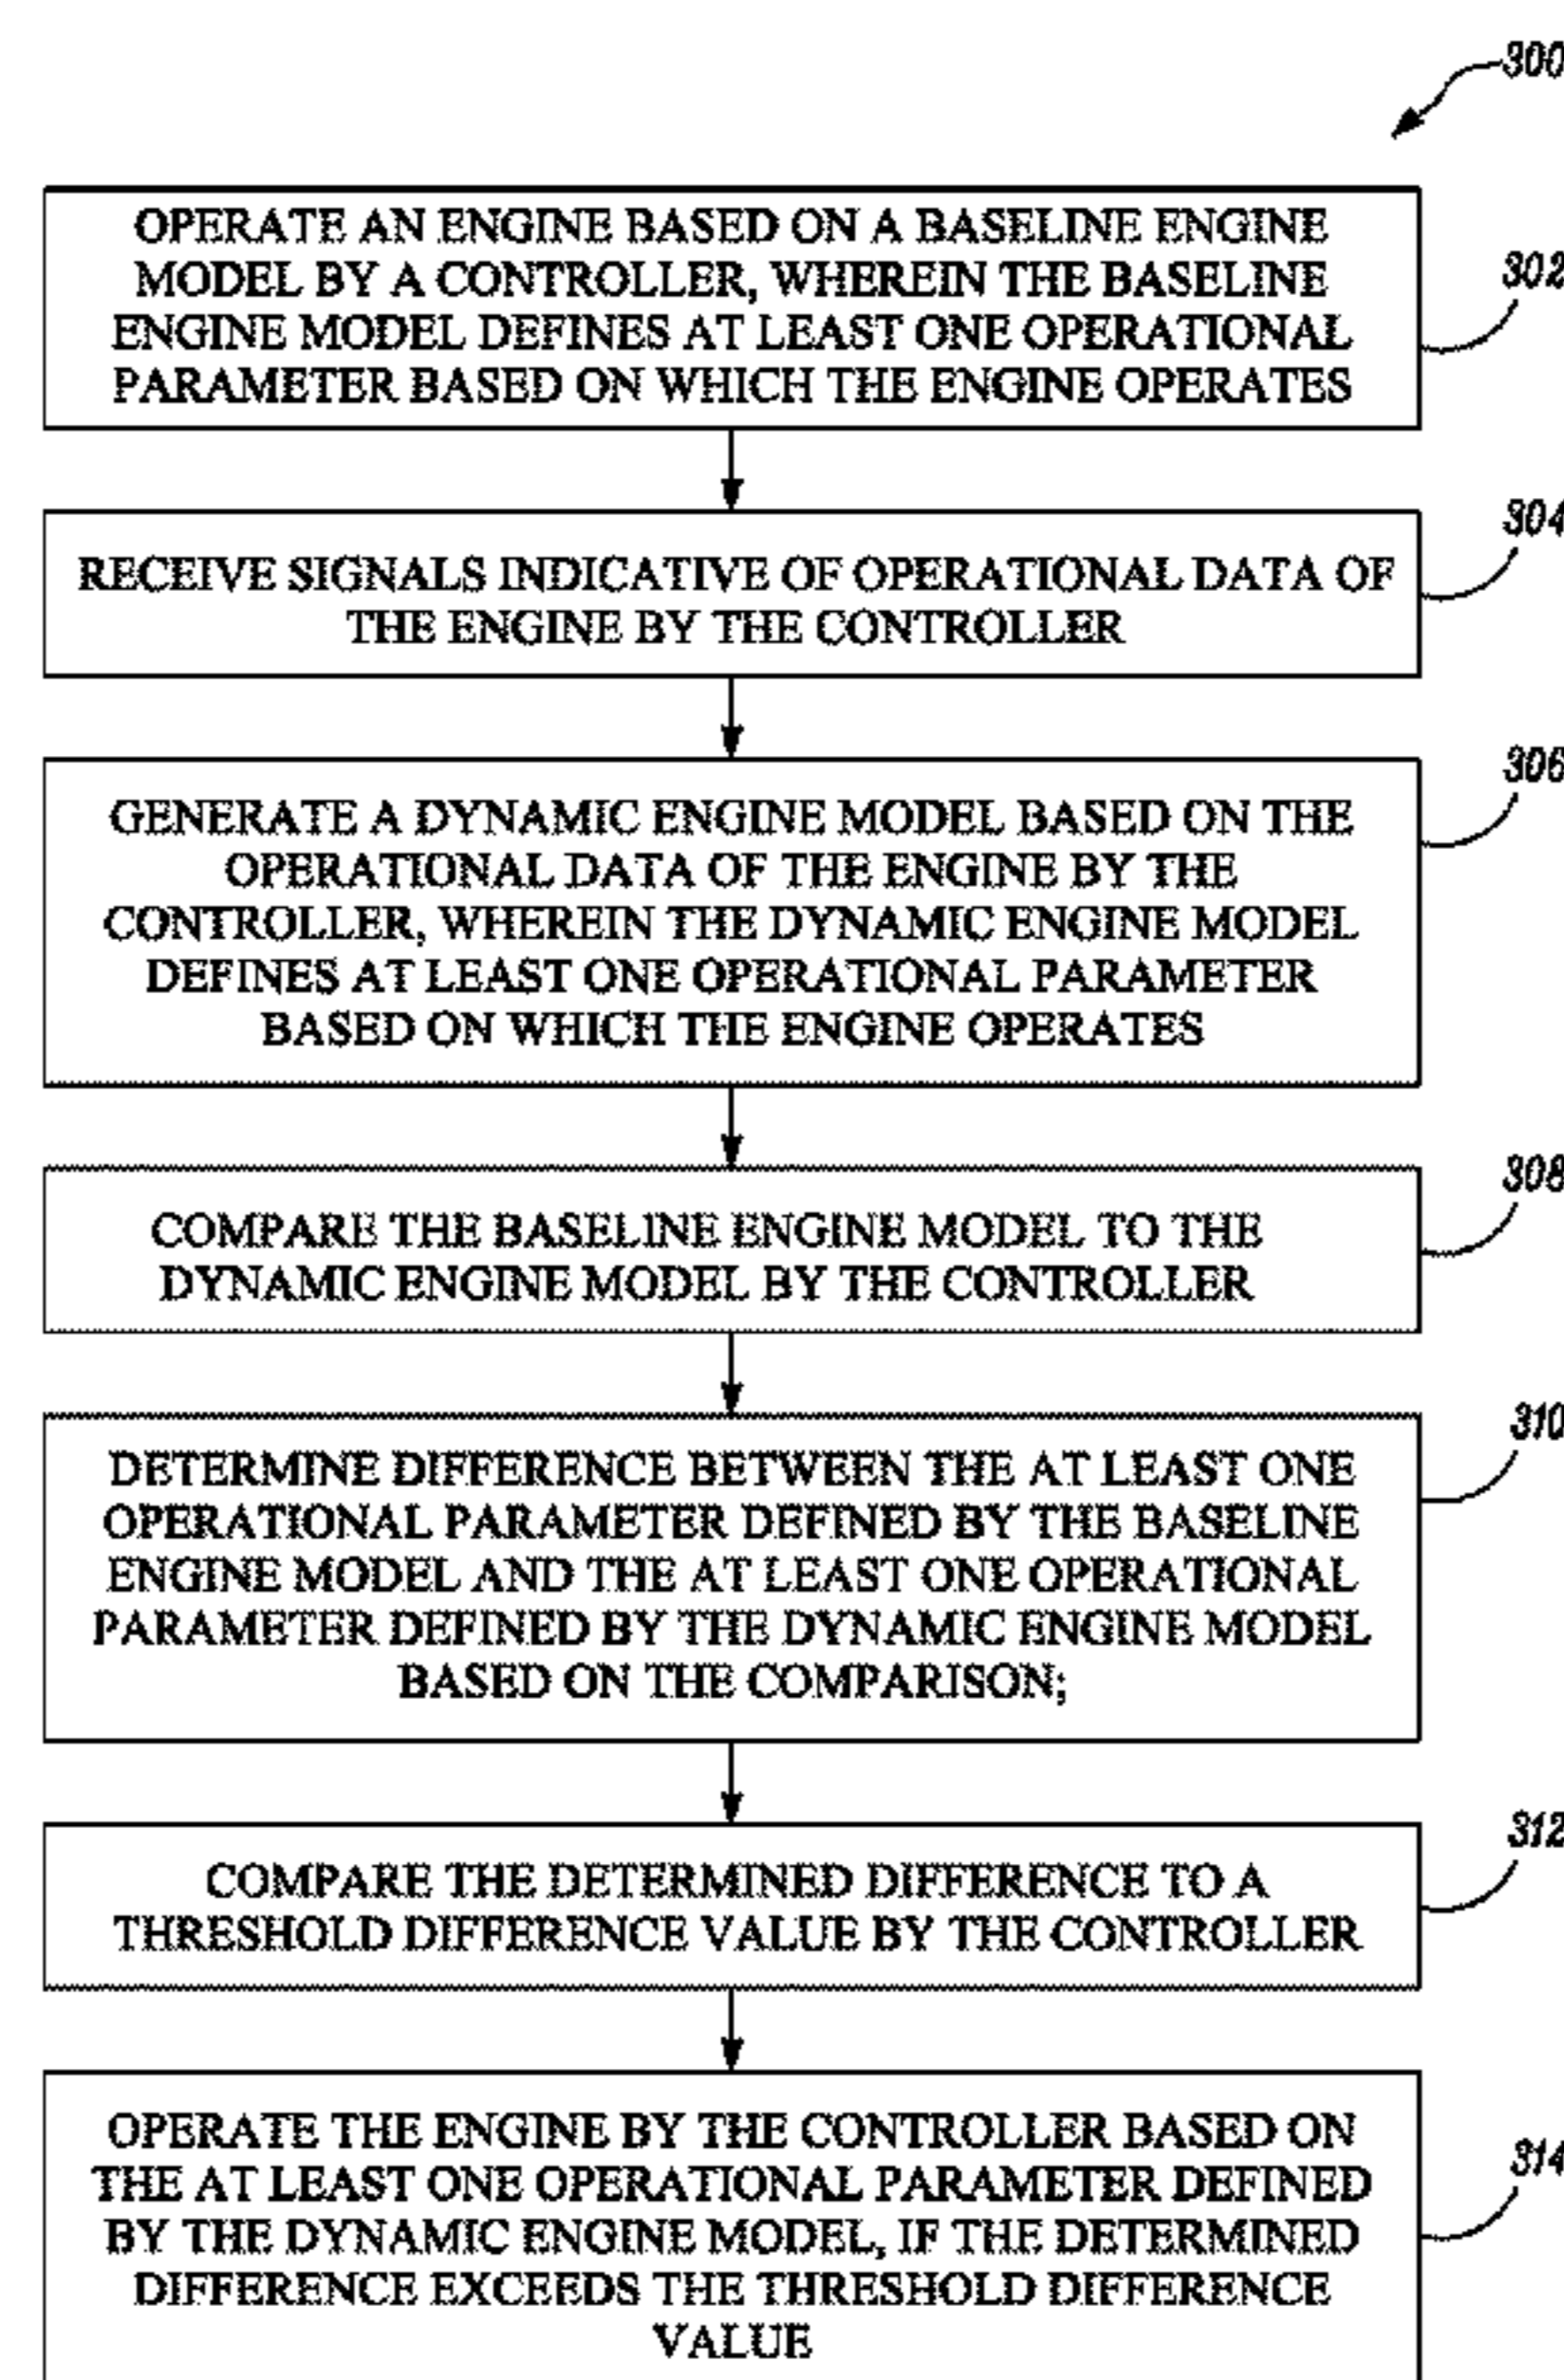 300
OPERATE AN ENGINE BASED ON A BASELINE ENGINE
MODEL BY A CONTROLLER, WHEREIN THE BASELINE
ENGINE MODEL DEFINES AT LEAST ONE OPERATIONAL
PARAMETER BASED ON WHICH THE ENGINE OPERATES
302
RECEIVE SIGNALS INDICATIVE OF OPERATIONAL DATA OF
THE ENGINE BY THE CONTROLLER
304
GENERATE A DYNAMIC ENGINE MODEL BASED ON THE
OPERATIONAL DATA OF THE ENGINE BY THE
CONTROLLER, WHEREIN THE DYNAMIC ENGINE MODEL
DEFINES AT LEAST ONE OPERATIONAL PARAMETER
BASED ON WHICH THE ENGINE OPERATES
306
COMPARE THE BASELINE ENGINE MODEL TO THE
DYNAMIC ENGINE MODEL BY THE CONTROLLER
308
DETERMINE DIFFERENCE BETWEEN THE AT LEAST ONE
OPERATIONAL PARAMETER DEFINED BY THE BASELINE
ENGINE MODEL AND THE AT LEAST ONE OPERATIONAL
PARAMETER DEFINED BY THE DYNAMIC ENGINE MODEL
BASED ON THE COMPARISON;
310
COMPARE THE DETERMINED DIFFERENCE TO A
THRESHOLD DIFFERENCE VALUE BY THE CONTROLLER
312
OPERATE THE ENGINE BY THE CONTROLLER BASED ON
THE AT LEAST ONE OPERATIONAL PARAMETER DEFINED
BY THE DYNAMIC ENGINE MODEL, IF THE DETERMINED
DIFFERENCE EXCEEDS THE THRESHOLD DIFFERENCE
VALUE
314